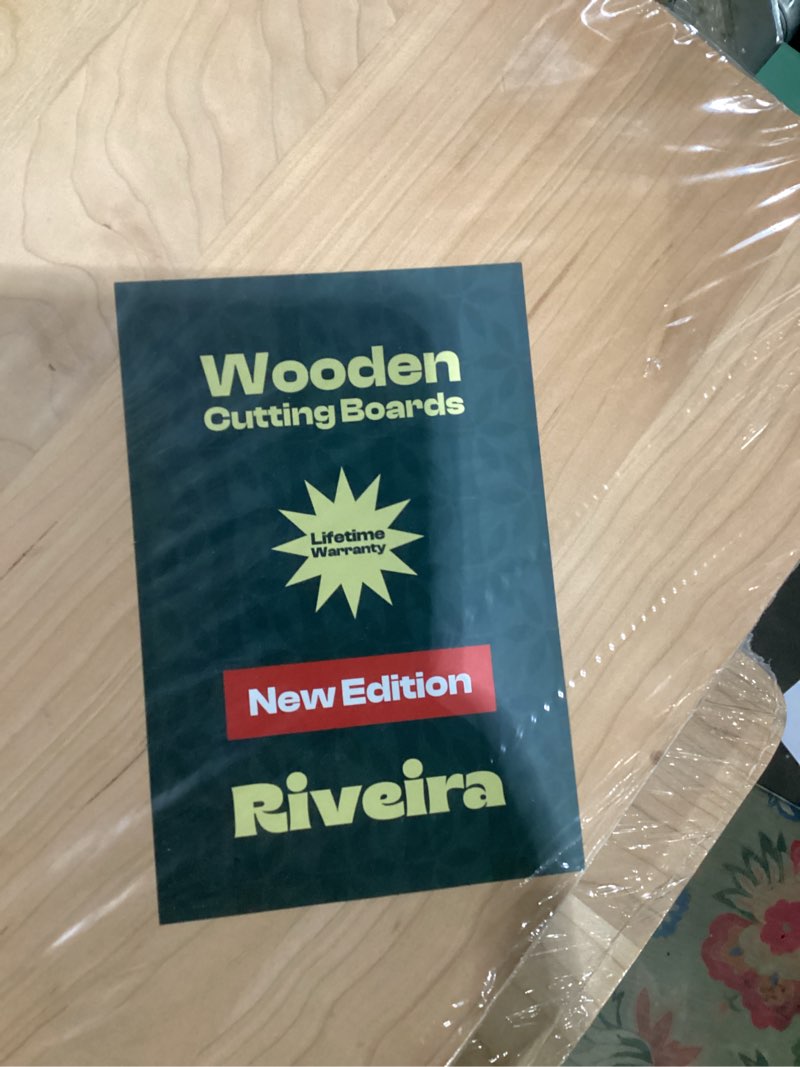 Wooden
Cutting Boards
Lifetime
Warranty
New Edition
Riveira